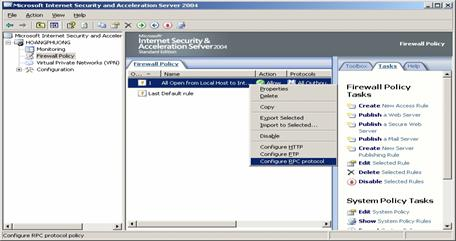 Microsoft Internet Security and Acceleration Server 2004
File Action View Help
Microsoft Internet Security and Acceler
HOANGPHUONG
Monitoring
Firewall Policy
Virtual Private Networks (VPN)
Configuration
Microsoft
Internet Security &
Acceleration Server 2004
Standard Edition
Firewall Policy
Firewall Policy
O... Name Action Protocols
1 All Open from Local Host to Int... Allow All Outbou
Last Default rule
Properties
Delete
Copy
Export Selected
Import to Selected...
Disable
Configure HTTP
Configure FTP
Configure RPC protocol
Toolbox Tasks Help
Firewall Policy
Tasks
Create New Access Rule
Publish a Web Server
Publish a Secure Web
Server
Publish a Mail Server
Create New Server
Publishing Rule
Edit Selected Rule
Delete Selected Rules
Disable Selected Rules
System Policy Tasks
Edit System Policy
Show System Policy Rules
Configure RPC protocol policy